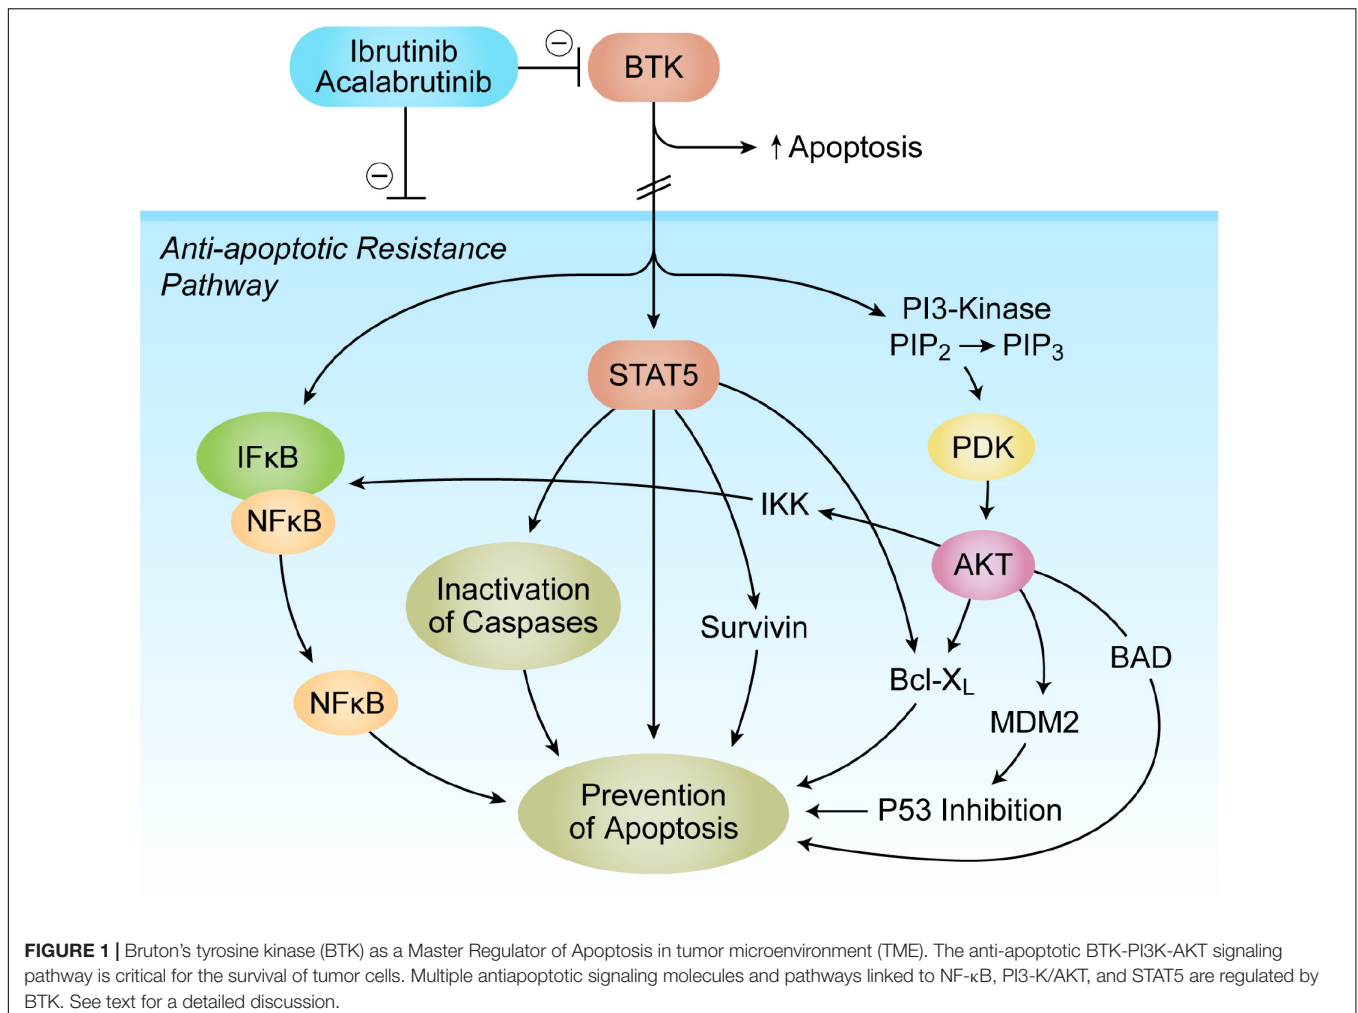 Ibrutinib
Acalabrutinib
⊖
BTK
↑ Apoptosis
⊖
Anti-apoptotic Resistance
Pathway
PI3-Kinase
PIP₂ → PIP₃
STAT5
PDK
IFκB
NFκB
IKK
AKT
Inactivation
of Caspases
Survivin
BAD
Bcl-X_L
NFκB
MDM2
Prevention
of Apoptosis
P53 Inhibition
FIGURE 1 | Bruton's tyrosine kinase (BTK) as a Master Regulator of Apoptosis in tumor microenvironment (TME). The anti-apoptotic BTK-PI3K-AKT signaling
pathway is critical for the survival of tumor cells. Multiple antiapoptotic signaling molecules and pathways linked to NF-κB, PI3-K/AKT, and STAT5 are regulated by
BTK. See text for a detailed discussion.